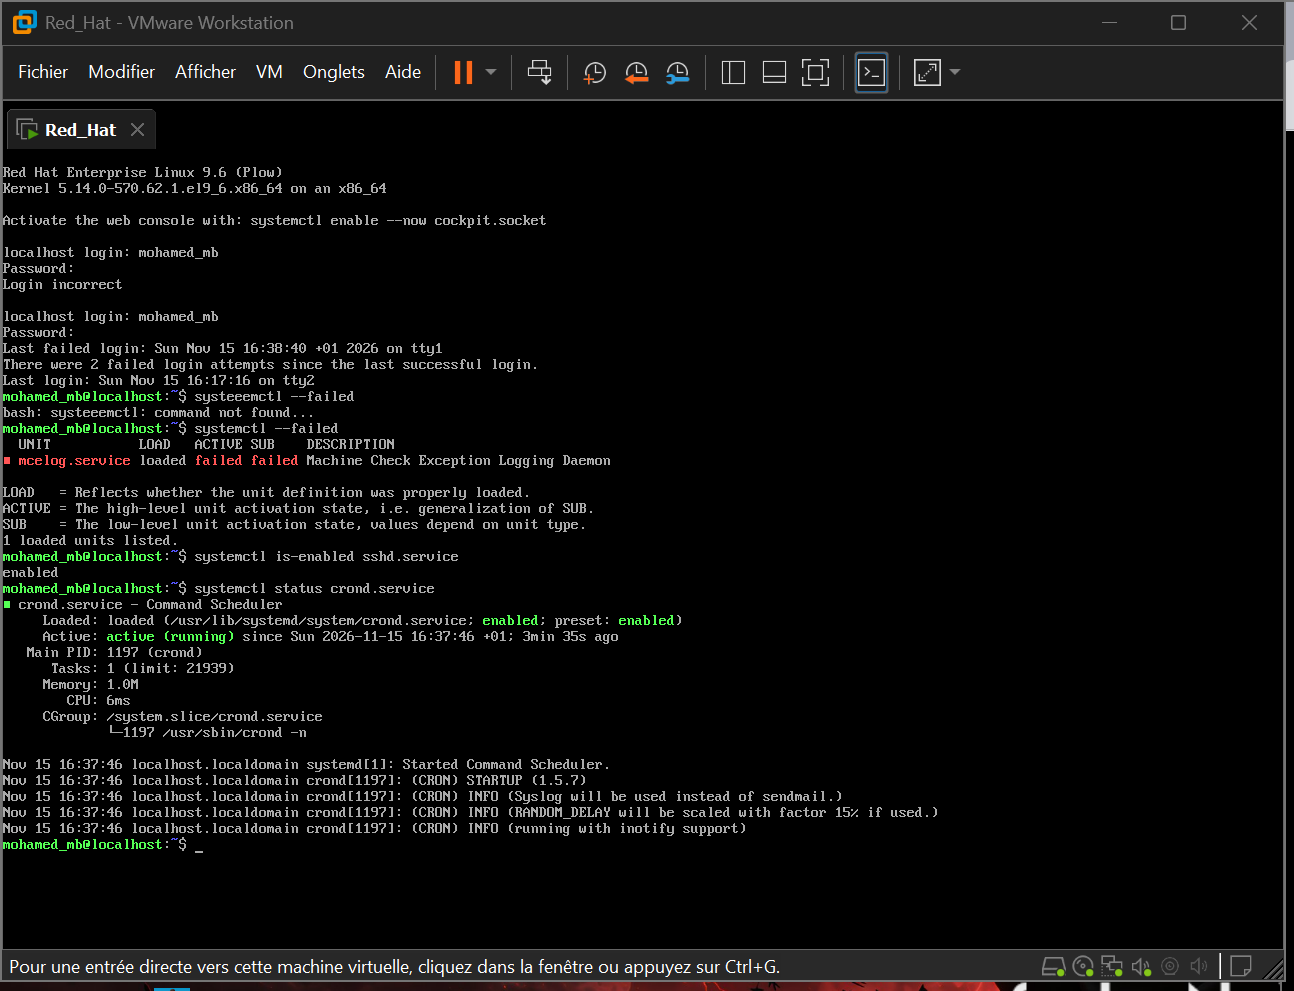 Red_Hat - VMware Workstation
Fichier Modifier Afficher VM Onglets Aide
Red_Hat
Red Hat Enterprise Linux 9.6 (Plow)
Kernel 5.14.0-570.62.1.el9_6.x86_64 on an x86_64
Activate the web console with: systemctl enable --now cockpit.socket
localhost login: mohamed_mb
Password:
Login incorrect
localhost login: mohamed_mb
Password:
Last failed login: Sun Nov 15 16:38:40 +01 2026 on tty1
There were 2 failed login attempts since the last successful login.
Last login: Sun Nov 15 16:17:16 on tty2
mohamed_mb@localhost:~$ systeeemctl --failed
bash: systeeemctl: command not found...
mohamed_mb@localhost:~$ systemctl --failed
UNIT LOAD ACTIVE SUB DESCRIPTION
■ mcelog.service loaded failed failed Machine Check Exception Logging Daemon
LOAD = Reflects whether the unit definition was properly loaded.
ACTIVE = The high-level unit activation state, i.e. generalization of SUB.
SUB = The low-level unit activation state, values depend on unit type.
1 loaded units listed.
mohamed_mb@localhost:~$ systemctl is-enabled sshd.service
enabled
mohamed_mb@localhost:~$ systemctl status crond.service
■ crond.service - Command Scheduler
Loaded: loaded (/usr/lib/systemd/system/crond.service; enabled; preset: enabled)
Active: active (running) since Sun 2026-11-15 16:37:46 +01; 3min 35s ago
Main PID: 1197 (crond)
Tasks: 1 (limit: 21939)
Memory: 1.0M
CPU: 6ms
CGroup: /system.slice/crond.service
└─1197 /usr/sbin/crond -n
Nov 15 16:37:46 localhost.localdomain systemd[1]: Started Command Scheduler.
Nov 15 16:37:46 localhost.localdomain crond[1197]: (CRON) STARTUP (1.5.7)
Nov 15 16:37:46 localhost.localdomain crond[1197]: (CRON) INFO (Syslog will be used instead of sendmail.)
Nov 15 16:37:46 localhost.localdomain crond[1197]: (CRON) INFO (RANDOM_DELAY will be scaled with factor 15% if used.)
Nov 15 16:37:46 localhost.localdomain crond[1197]: (CRON) INFO (running with inotify support)
mohamed_mb@localhost:~$ _
Pour une entrée directe vers cette machine virtuelle, cliquez dans la fenêtre ou appuyez sur Ctrl+G.